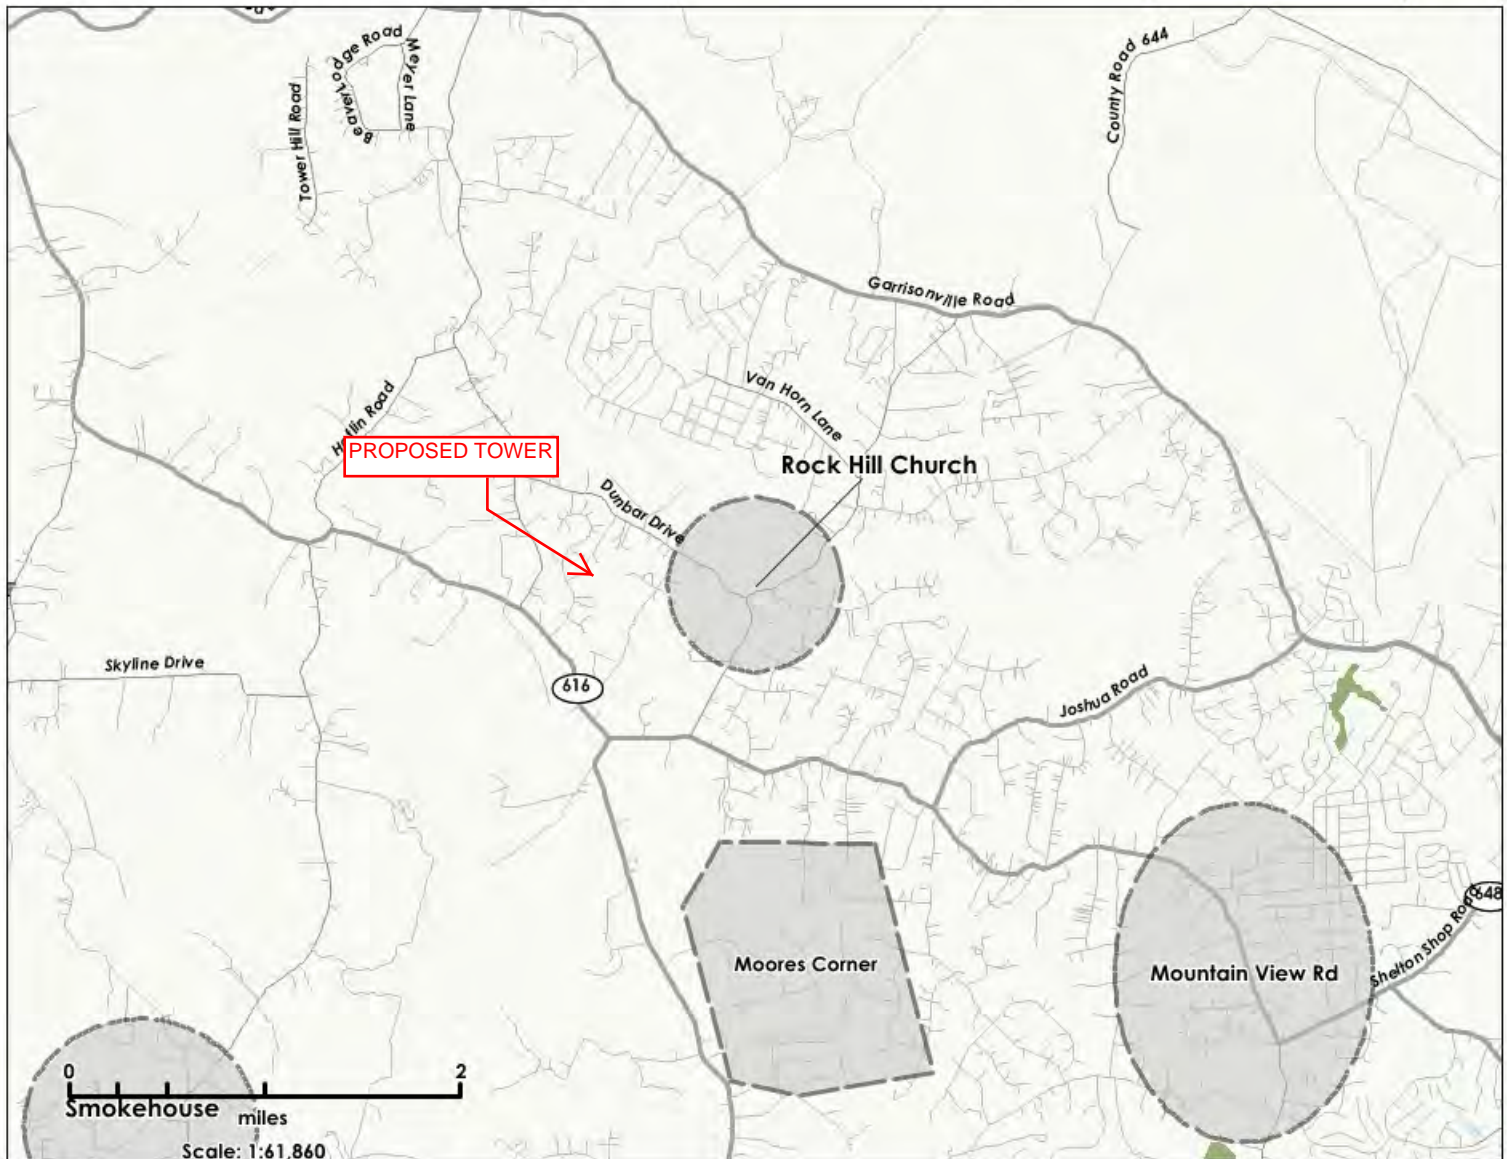 Beaver Lodge Road
Meyer Lane
Tower Hill Road
County Road 644
Garrisonville Road
Van Horn Lane
Heflin Road
PROPOSED TOWER
Rock Hill Church
Dunbar Drive
Skyline Drive
616
Joshua Road
648
Shelton Shop Road
Moores Corner
Mountain View Rd
0 2
Smokehouse
miles
Scale: 1:61,860